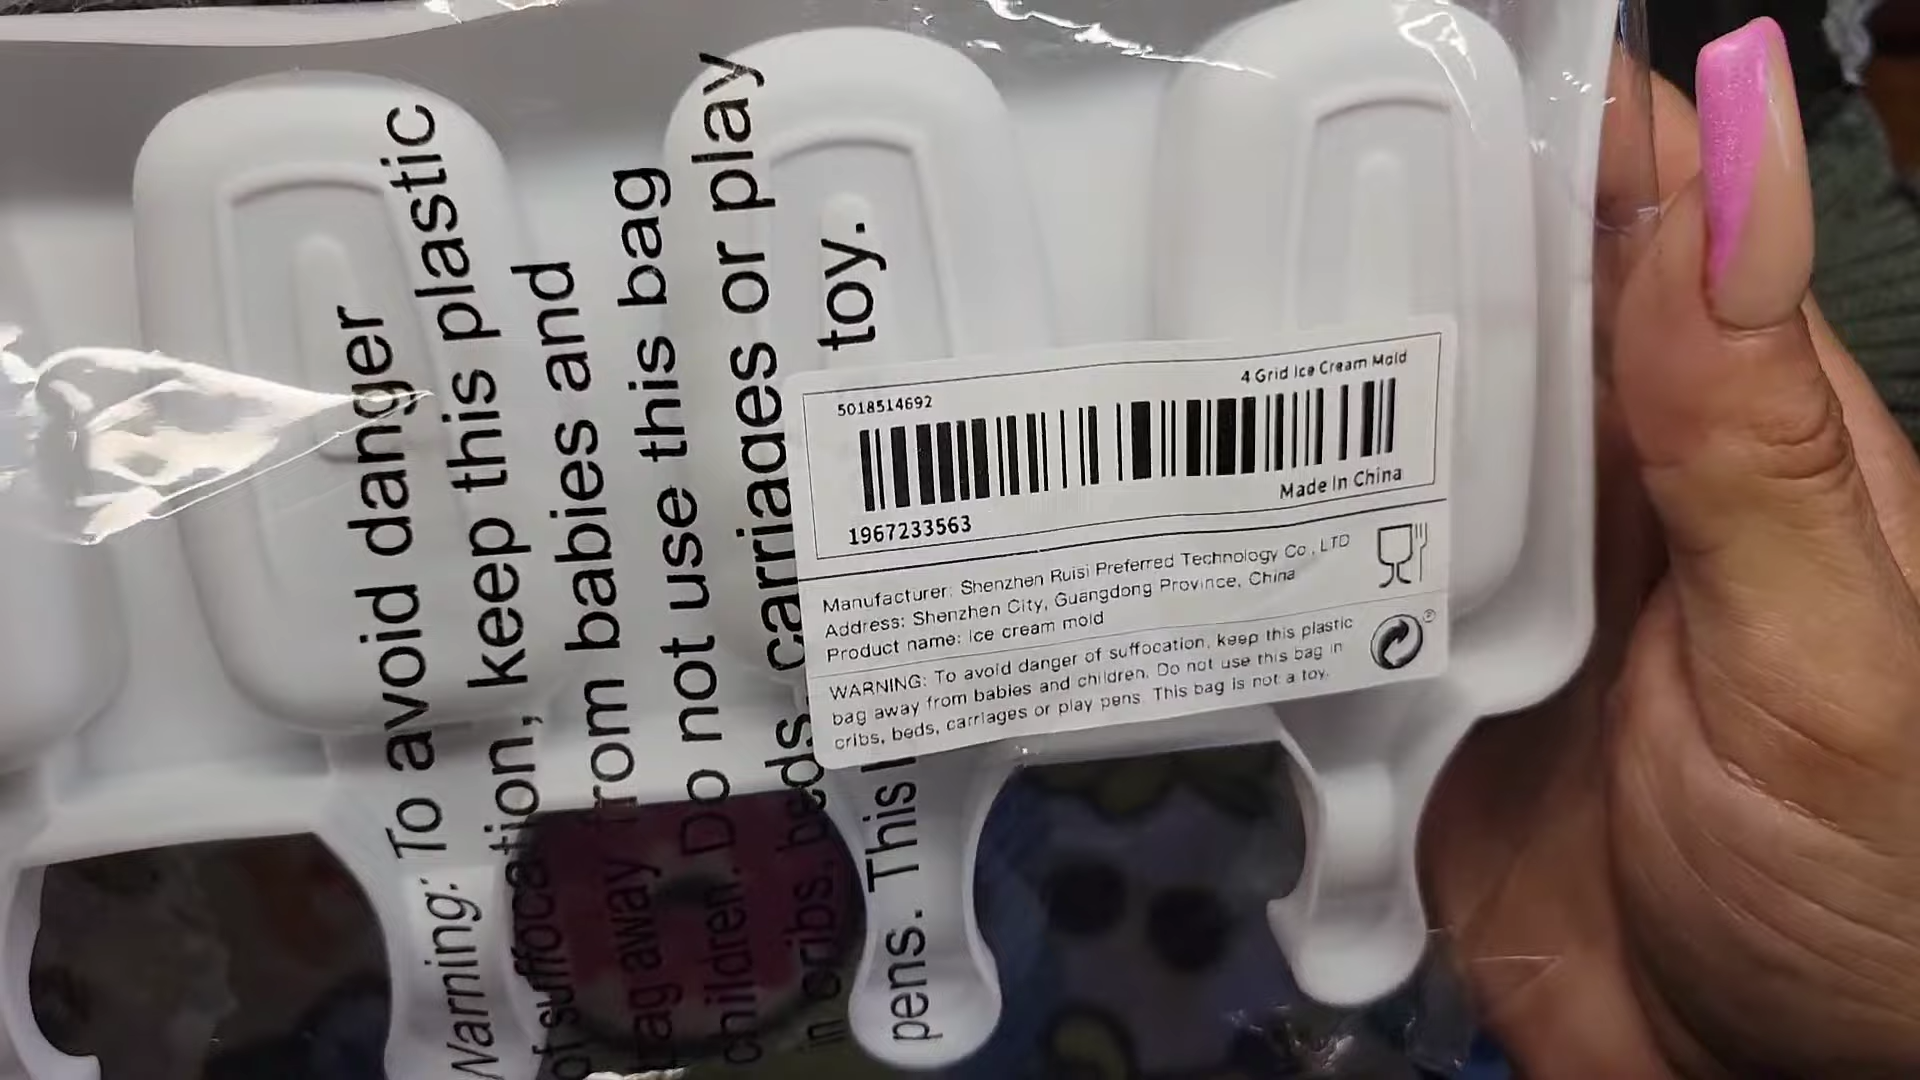 Warning: To avoid danger
of suffocation, keep this plastic
bag away from babies and
children. Do not use this bag
in cribs, beds, carriages or play
pens. This
toy.
5018514692
4 Grid Ice Cream Mold
1967233563
Made In China
Manufacturer: Shenzhen Ruisi Preferred Technology Co., LTD
Address: Shenzhen City, Guangdong Province, China
Product name: Ice cream mold
WARNING: To avoid danger of suffocation, keep this plastic
bag away from babies and children. Do not use this bag in
cribs, beds, carriages or play pens. This bag is not a toy.